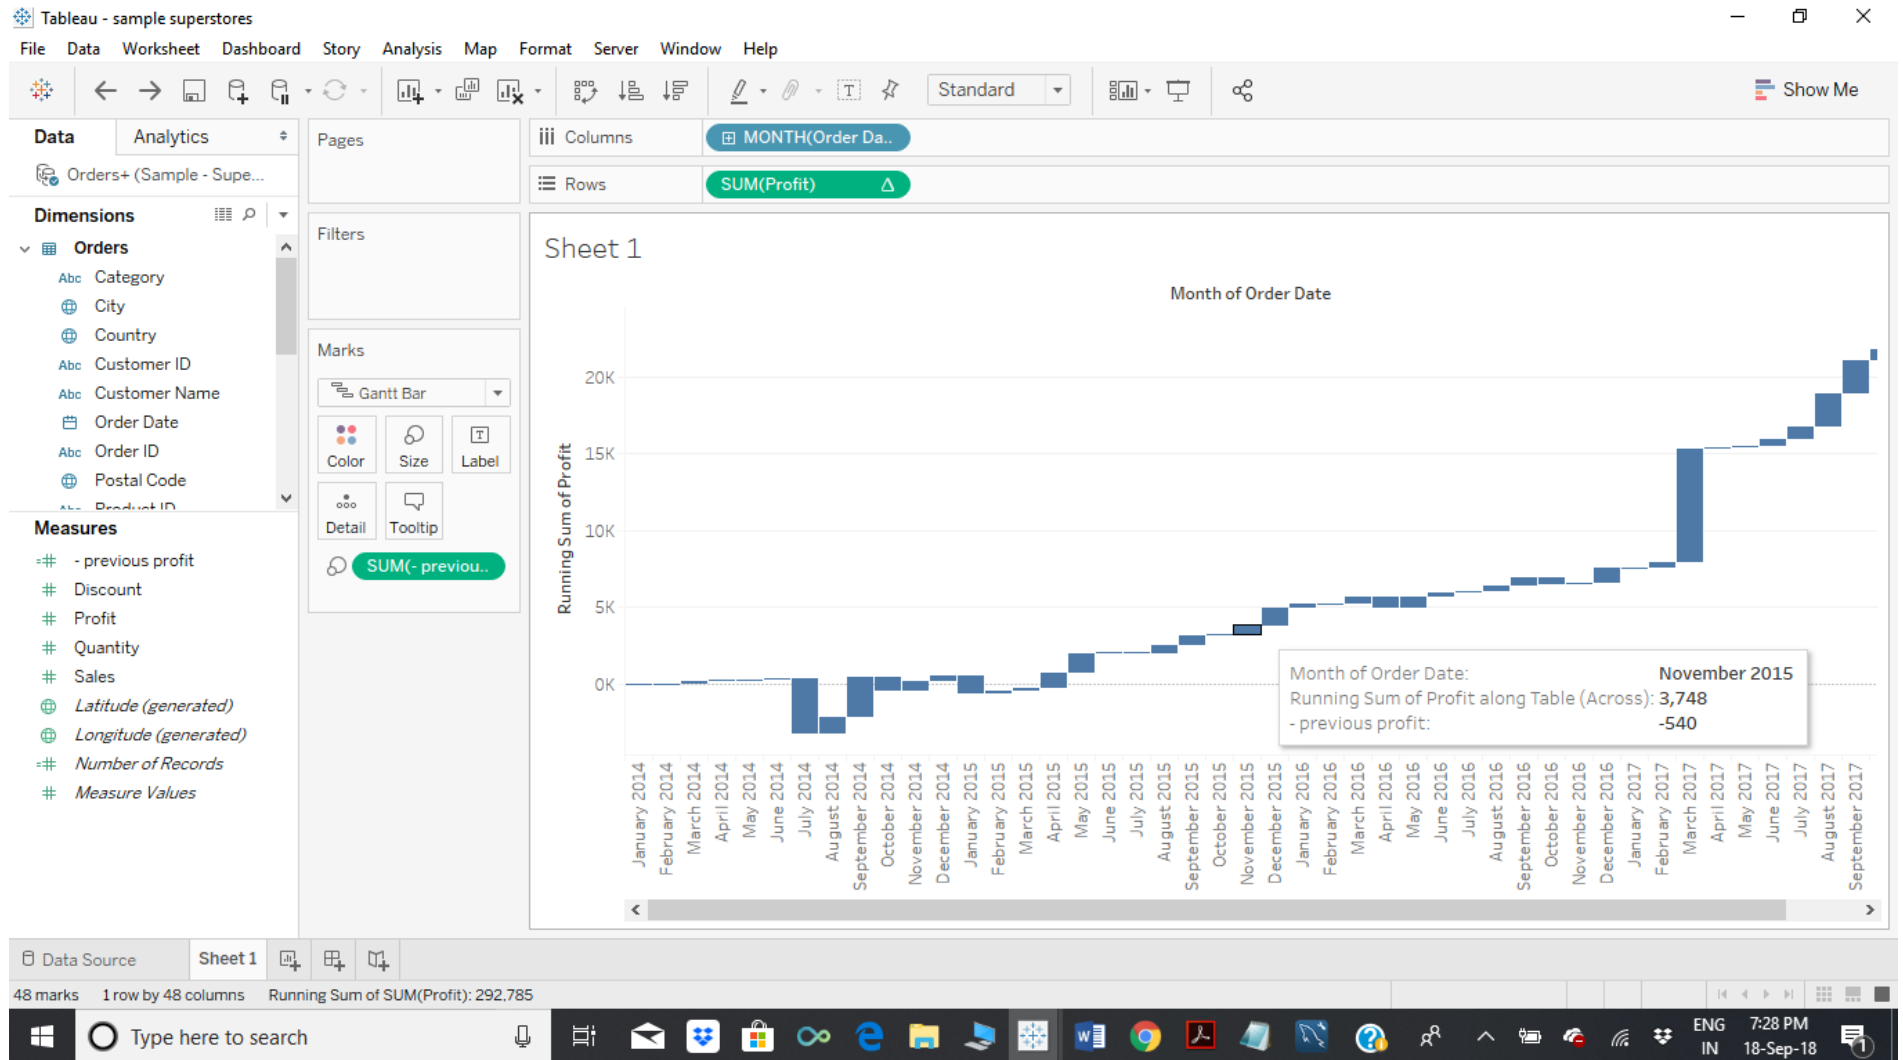 Tableau - sample superstores
File Data Worksheet Dashboard Story Analysis Map Format Server Window Help
Standard
Show Me
Data Analytics
Orders+ (Sample - Supe...
Dimensions
Orders
Abc Category
City
Country
Abc Customer ID
Abc Customer Name
Order Date
Abc Order ID
Postal Code
Abc Product ID
Measures
=# - previous profit
# Discount
# Profit
# Quantity
# Sales
Latitude (generated)
Longitude (generated)
=# Number of Records
# Measure Values
Pages
Filters
Marks
Gantt Bar
Color Size Label
Detail Tooltip
SUM(- previou..
Columns
MONTH(Order Da..
Rows
SUM(Profit) Δ
Sheet 1
Month of Order Date
Running Sum of Profit
20K
15K
10K
5K
0K
Month of Order Date: November 2015
Running Sum of Profit along Table (Across): 3,748
- previous profit: -540
January 2014
February 2014
March 2014
April 2014
May 2014
June 2014
July 2014
August 2014
September 2014
October 2014
November 2014
December 2014
January 2015
February 2015
March 2015
April 2015
May 2015
June 2015
July 2015
August 2015
September 2015
October 2015
November 2015
December 2015
January 2016
February 2016
March 2016
April 2016
May 2016
June 2016
July 2016
August 2016
September 2016
October 2016
November 2016
December 2016
January 2017
February 2017
March 2017
April 2017
May 2017
June 2017
July 2017
August 2017
September 2017
Data Source
Sheet 1
48 marks 1 row by 48 columns Running Sum of SUM(Profit): 292,785
Type here to search
ENG
IN
7:28 PM
18-Sep-18
1